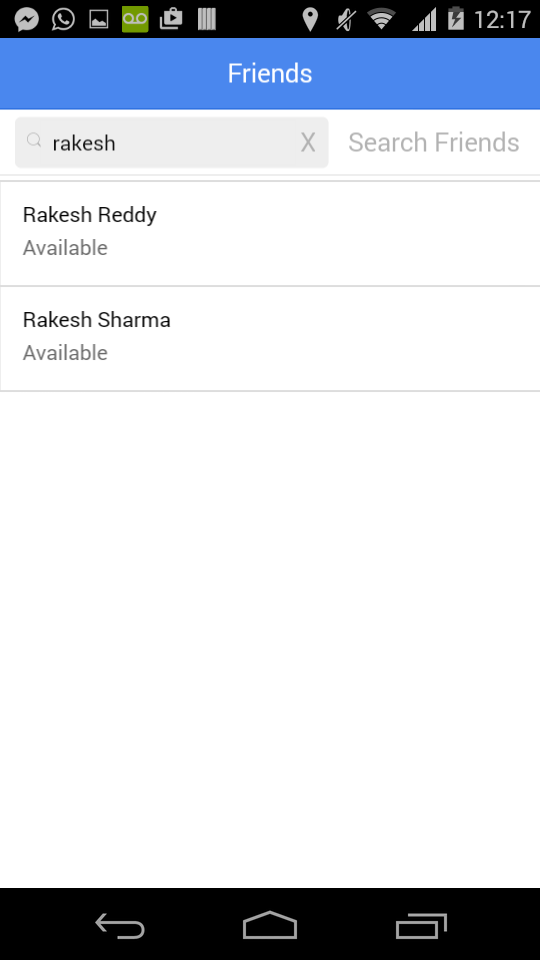 12:17
Friends
rakesh X Search Friends
Rakesh Reddy
Available
Rakesh Sharma
Available